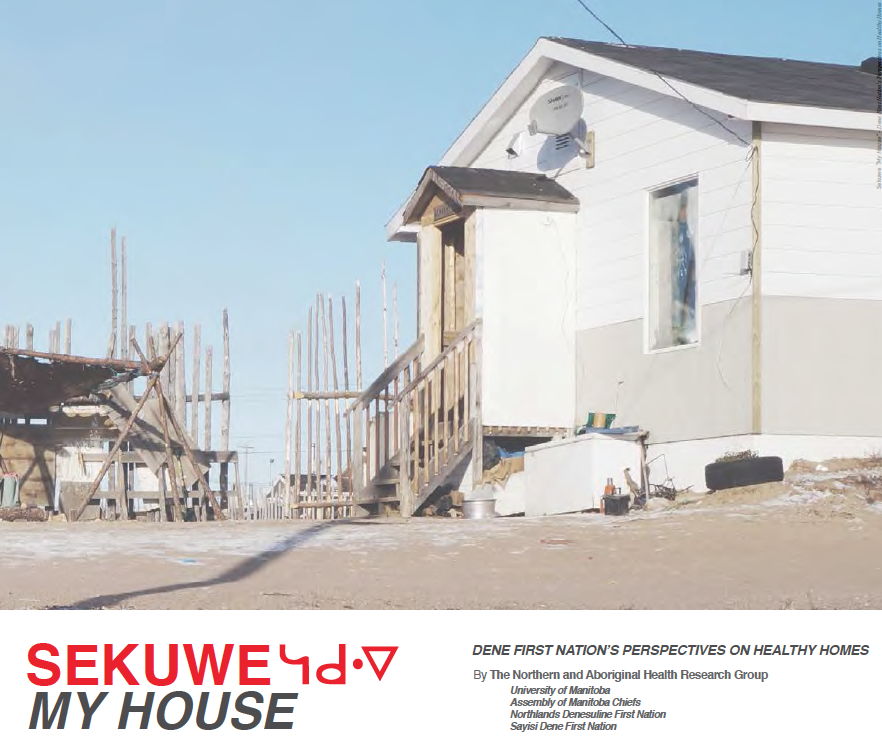 SEKUWE ᓭᑯᐧᐁ
MY HOUSE
DENE FIRST NATION'S PERSPECTIVES ON HEALTHY HOMES
By The Northern and Aboriginal Health Research Group
University of Manitoba
Assembly of Manitoba Chiefs
Northlands Denesuline First Nation
Sayisi Dene First Nation